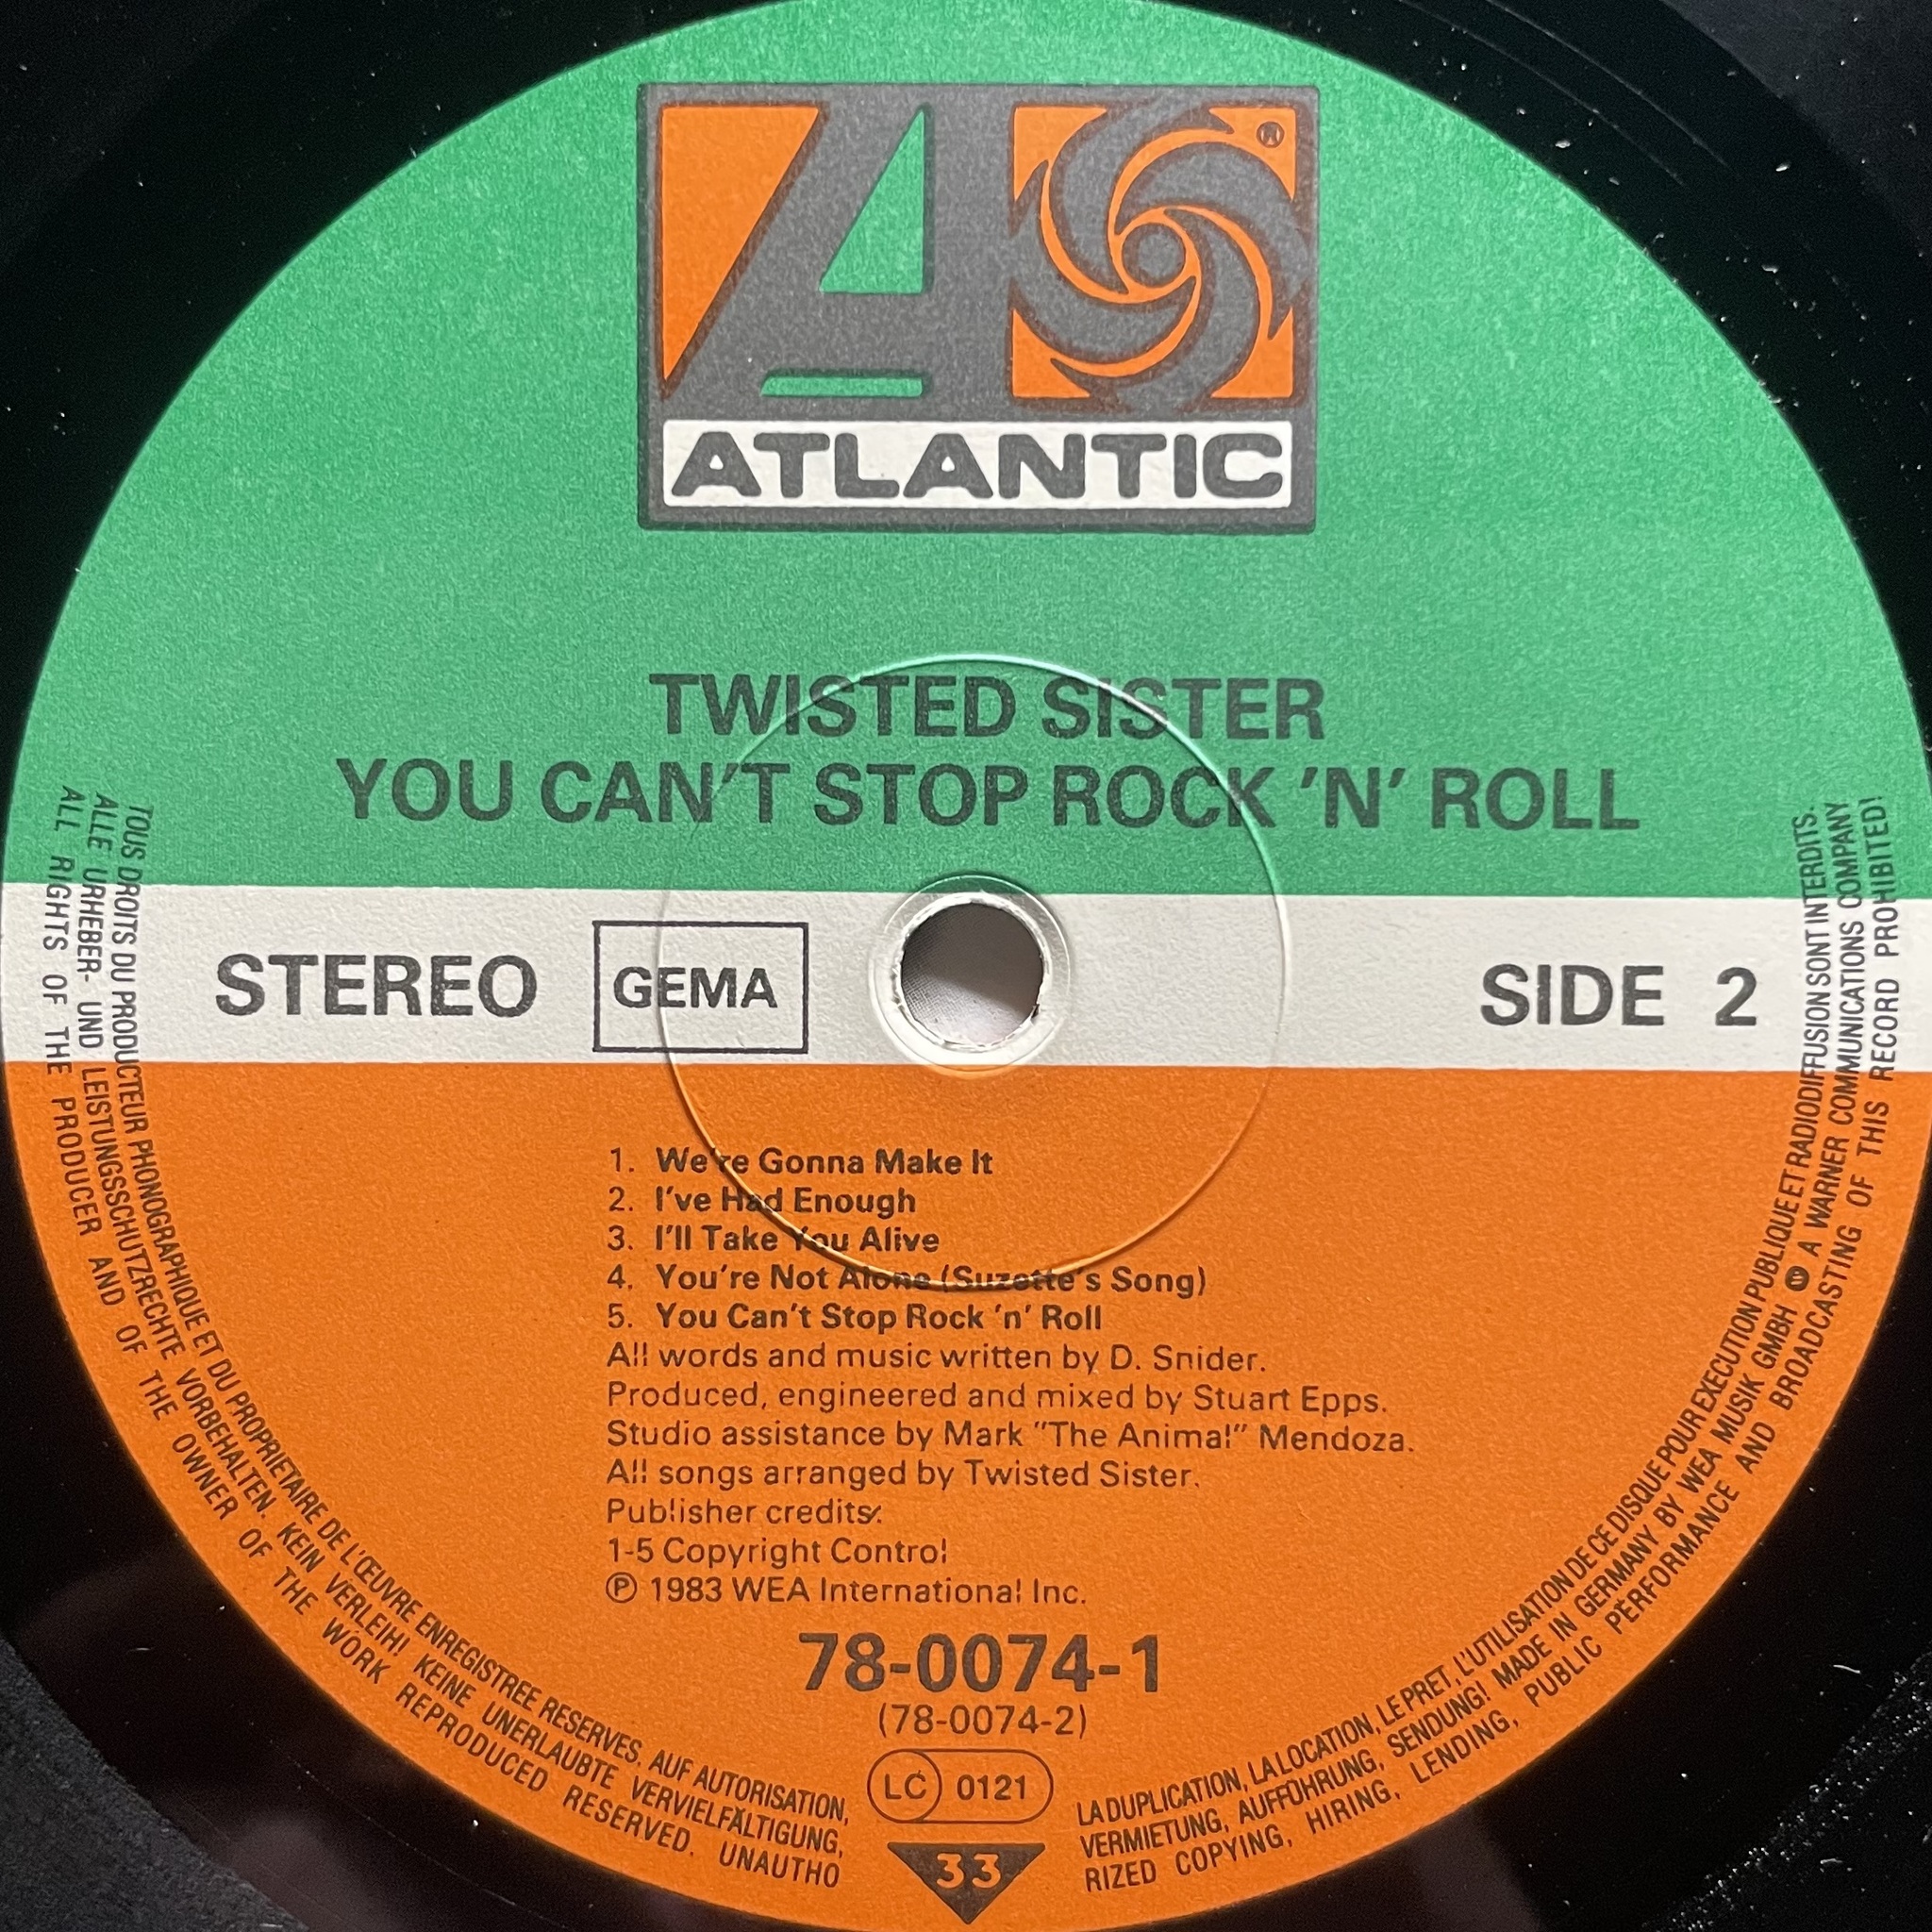 ATLANTIC
TWISTED SISTER
YOU CAN'T STOP ROCK 'N' ROLL
STEREO
GEMA
SIDE 2
1. We're Gonna Make It
2. I've Had Enough
3. I'll Take You Alive
4. You're Not Alone (Suzette's Song)
5. You Can't Stop Rock 'n' Roll
All words and music written by D. Snider.
Produced, engineered and mixed by Stuart Epps.
Studio assistance by Mark "The Animal" Mendoza.
All songs arranged by Twisted Sister.
Publisher credits:
1-5 Copyright Control
℗ 1983 WEA International Inc.
78-0074-1
(78-0074-2)
LC 0121
33
TOUS DROITS DU PRODUCTEUR PHONOGRAPHIQUE ET DU PROPRIETAIRE DE L'ŒUVRE ENREGISTREE RESERVES. AUF AUTORISATION, LA DUPLICATION, LA LOCATION, LE PRET, L'UTILISATION DE CE DISQUE POUR EXECUTION PUBLIQUE ET RADIODIFFUSION SONT INTERDITS.
ALLE URHEBER- UND LEISTUNGSSCHUTZRECHTE VORBEHALTEN. KEIN VERLEIH! KEINE UNERLAUBTE VERVIELFÄLTIGUNG, VERMIETUNG, AUFFÜHRUNG, SENDUNG! MADE IN GERMANY BY WEA MUSIK GMBH W A WARNER COMMUNICATIONS COMPANY
ALL RIGHTS OF THE PRODUCER AND OF THE OWNER OF THE WORK REPRODUCED RESERVED. UNAUTHORIZED COPYING, HIRING, LENDING, PUBLIC PERFORMANCE AND BROADCASTING OF THIS RECORD PROHIBITED!